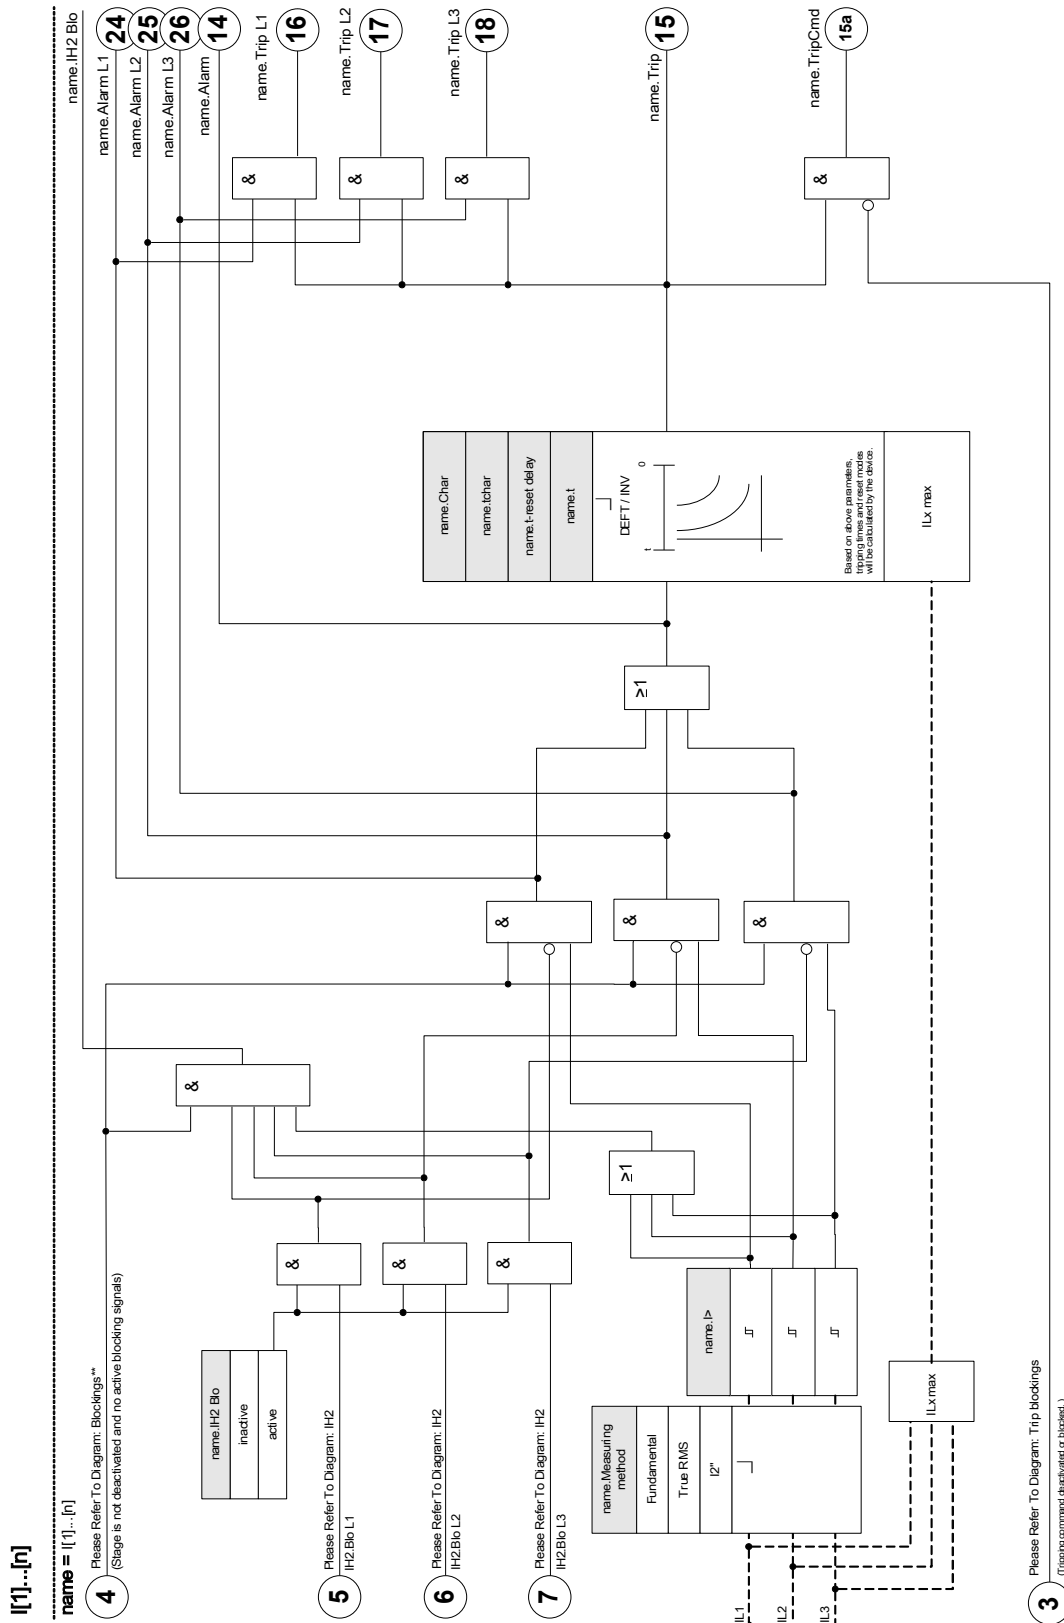 I[1]...[n]
name = I[1]...[n]
4
Please Refer To Diagram: Blockings**
(Stage is not deactivated and no active blocking signals)
name.IH2 Blo
inactive
active
5
Please Refer To Diagram: IH2
IH2.Blo L1
6
Please Refer To Diagram: IH2
IH2.Blo L2
7
Please Refer To Diagram: IH2
IH2.Blo L3
&
&
&
&
name.Measuring
method
Fundamental
True RMS
I2"
IL1
IL2
IL3
name.I>
≥1
ILx max
&
&
&
≥1
name.Char
name.tchar
name.t-reset delay
name.t
DEFT / INV
t
0
Based on above parameters,
tripping times and reset modes
will be calculated by the device.
ILx max
&
&
&
&
name.IH2 Blo
name.Alarm L1
24
name.Alarm L2
25
name.Alarm L3
26
name.Alarm
14
name.Trip L1
16
name.Trip L2
17
name.Trip L3
18
name.Trip
15
name.TripCmd
15a
3
Please Refer To Diagram: Trip blockings
(Tripping command deactivated or blocked. )